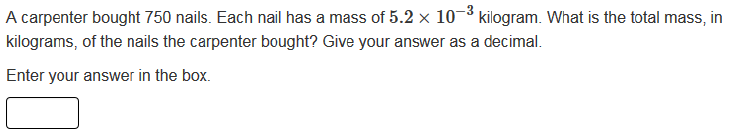 A carpenter bought 750 nails. Each nail has a mass of 5.2 × 10⁻³ kilogram. What is the total mass, in
kilograms, of the nails the carpenter bought? Give your answer as a decimal.
Enter your answer in the box.